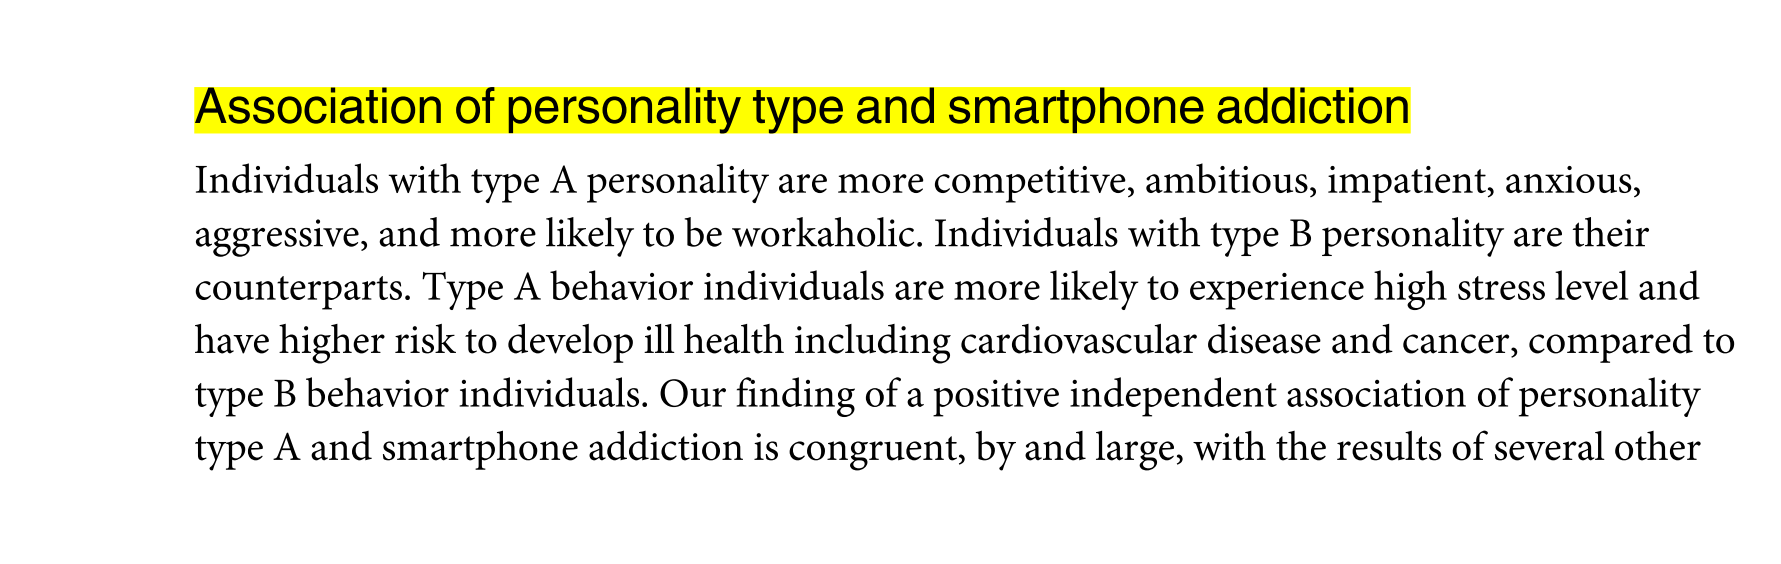 Association of personality type and smartphone addiction
Individuals with type A personality are more competitive, ambitious, impatient, anxious,
aggressive, and more likely to be workaholic. Individuals with type B personality are their
counterparts. Type A behavior individuals are more likely to experience high stress level and
have higher risk to develop ill health including cardiovascular disease and cancer, compared to
type B behavior individuals. Our finding of a positive independent association of personality
type A and smartphone addiction is congruent, by and large, with the results of several other